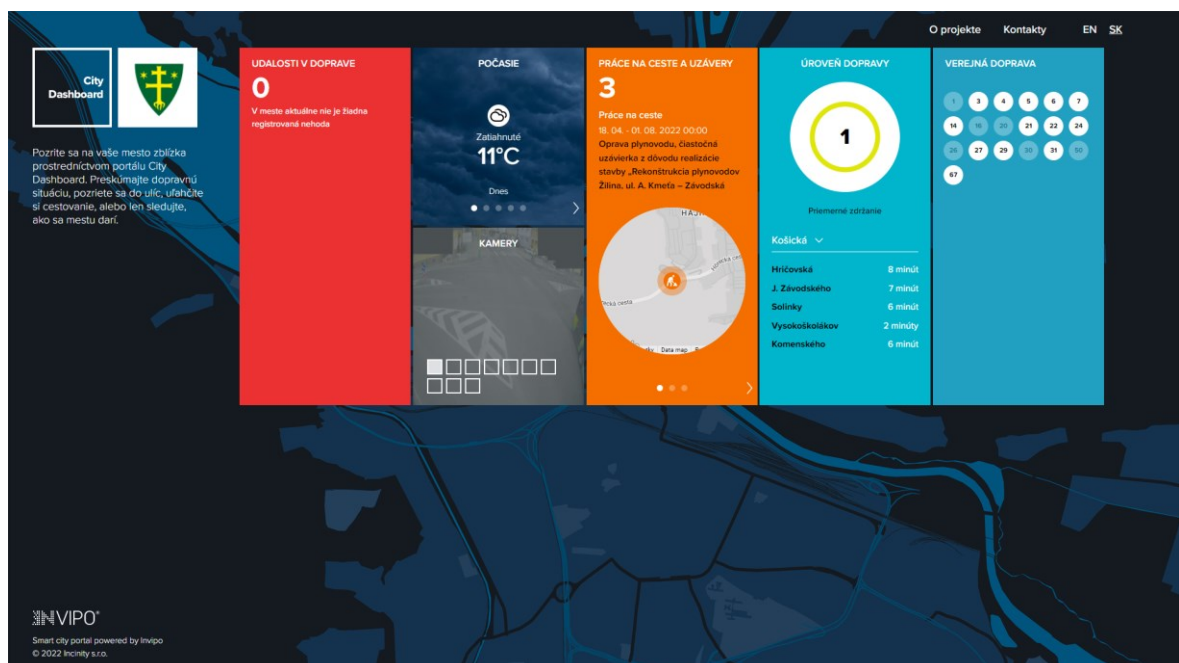 O projekte Kontakty EN SK
City
Dashboard
Pozrite sa na vaše mesto zblízka
prostredníctvom portálu City
Dashboard. Preskúmajte dopravnú
situáciu, pozriete sa do ulíc, uľahčite
si cestovanie, alebo len sledujte,
ako sa mestu darí.
UDALOSTI V DOPRAVE
0
V meste aktuálne nie je žiadna
registrovaná nehoda
POČASIE
Zatiahnuté
11°C
Dnes
KAMERY
PRÁCE NA CESTE A UZÁVERY
3
Práce na ceste
18. 04. - 01. 08. 2022 00:00
Oprava plynovodu, čiastočná
uzávierka z dôvodu realizácie
stavby „Rekonštrukcia plynovodov
Žilina, ul. A. Kmeťa – Závodská
HÁJ
cesta
Data map
ÚROVEŇ DOPRAVY
1
Priemerné zdržanie
Košická
Hričovská 8 minút
J. Závodského 7 minút
Solinky 6 minút
Vysokoškolákov 2 minúty
Komenského 6 minút
VEREJNÁ DOPRAVA
1 3 4 5 6 7
14 16 20 21 22 24
26 27 29 30 31 50
67
INVIPO®
Smart city portal powered by Invipo
© 2022 Incinity s.r.o.